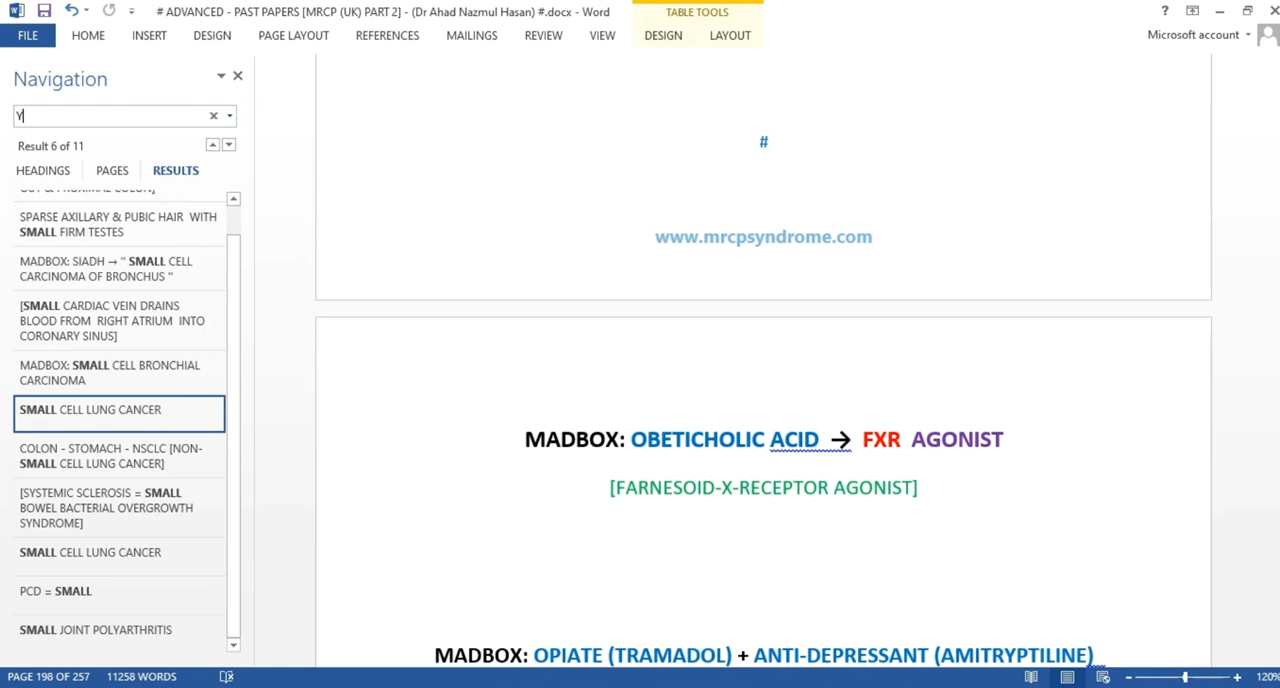 # ADVANCED - PAST PAPERS [MRCP (UK) PART 2] - (Dr Ahad Nazmul Hasan) #.docx - Word
TABLE TOOLS
FILE HOME INSERT DESIGN PAGE LAYOUT REFERENCES MAILINGS REVIEW VIEW DESIGN LAYOUT Microsoft account
Navigation
Y
Result 6 of 11
HEADINGS PAGES RESULTS
SPARSE AXILLARY & PUBIC HAIR WITH
SMALL FIRM TESTES
MADBOX: SIADH → " SMALL CELL
CARCINOMA OF BRONCHUS "
[SMALL CARDIAC VEIN DRAINS
BLOOD FROM RIGHT ATRIUM INTO
CORONARY SINUS]
MADBOX: SMALL CELL BRONCHIAL
CARCINOMA
SMALL CELL LUNG CANCER
COLON - STOMACH - NSCLC [NON-
SMALL CELL LUNG CANCER]
[SYSTEMIC SCLEROSIS = SMALL
BOWEL BACTERIAL OVERGROWTH
SYNDROME]
SMALL CELL LUNG CANCER
PCD = SMALL
SMALL JOINT POLYARTHRITIS
#
www.mrcpsyndrome.com
MADBOX: OBETICHOLIC ACID → FXR AGONIST
[FARNESOID-X-RECEPTOR AGONIST]
MADBOX: OPIATE (TRAMADOL) + ANTI-DEPRESSANT (AMITRYPTILINE)
PAGE 198 OF 257 11258 WORDS
120%